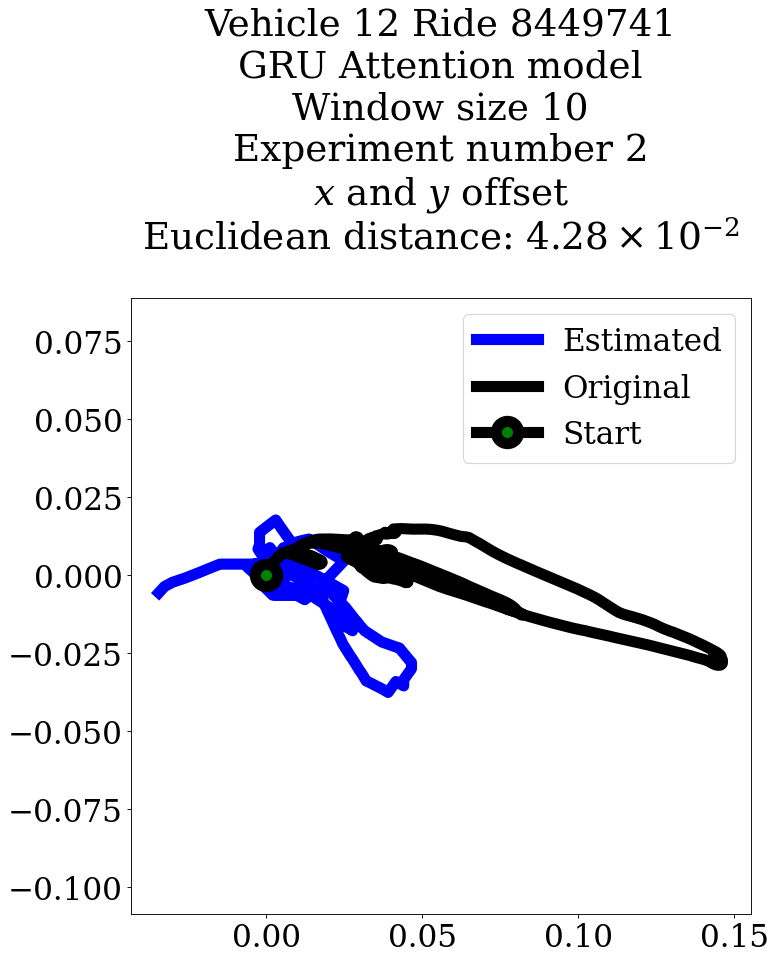 Vehicle 12 Ride 8449741
GRU Attention model
Window size 10
Experiment number 2
x and y offset
Euclidean distance: 4.28 × 10⁻²
Estimated
Original
Start
0.075
0.050
0.025
0.000
−0.025
−0.050
−0.075
−0.100
0.00 0.05 0.10 0.15